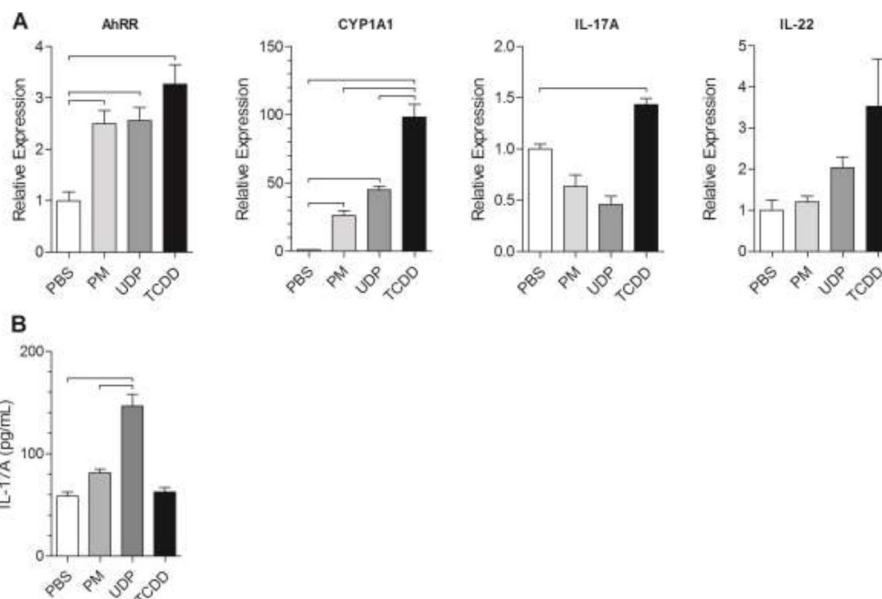 A
AhRR
Relative Expression
4
3
2
1
0
PBS
PM
UDP
TCDD
CYP1A1
Relative Expression
150
100
50
0
PBS
PM
UDP
TCDD
IL-17A
Relative Expression
2.0
1.5
1.0
0.5
0.0
PBS
PM
UDP
TCDD
IL-22
Relative Expression
5
4
3
2
1
0
PBS
PM
UDP
TCDD
B
IL-17A (pg/mL)
200
100
0
PBS
PM
UDP
TCDD